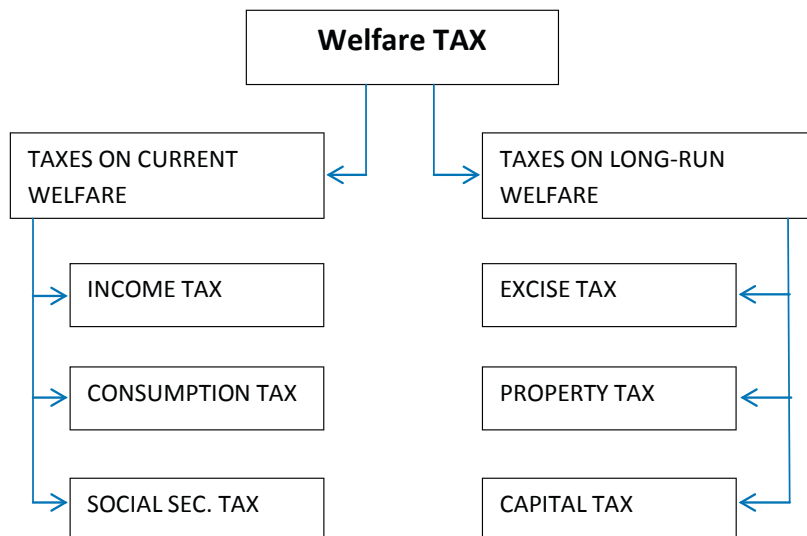 Welfare TAX
TAXES ON CURRENT
WELFARE
TAXES ON LONG-RUN
WELFARE
INCOME TAX
EXCISE TAX
CONSUMPTION TAX
PROPERTY TAX
SOCIAL SEC. TAX
CAPITAL TAX